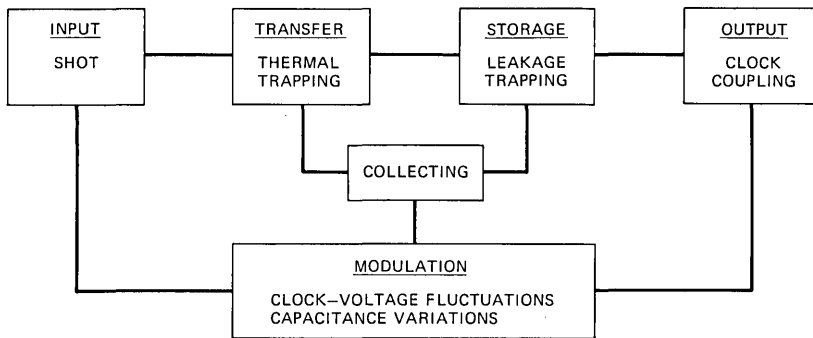 INPUT
SHOT
TRANSFER
THERMAL
TRAPPING
STORAGE
LEAKAGE
TRAPPING
OUTPUT
CLOCK
COUPLING
COLLECTING
MODULATION
CLOCK–VOLTAGE FLUCTUATIONS
CAPACITANCE VARIATIONS